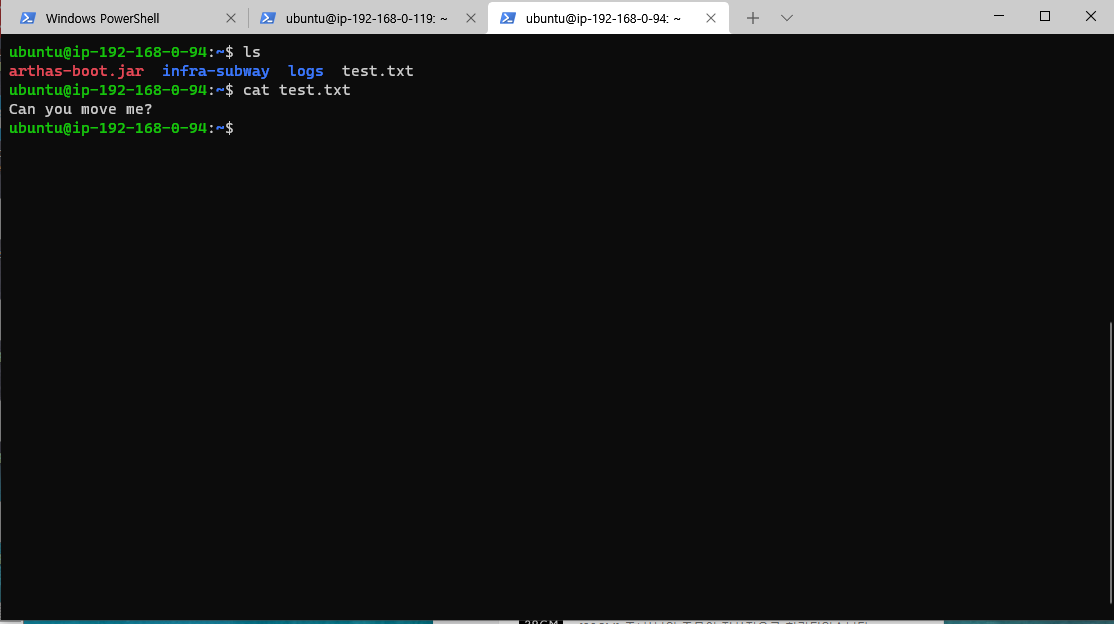 Windows PowerShell
ubuntu@ip-192-168-0-119: ~
ubuntu@ip-192-168-0-94: ~
ubuntu@ip-192-168-0-94:~$ ls
arthas-boot.jar infra-subway logs test.txt
ubuntu@ip-192-168-0-94:~$ cat test.txt
Can you move me?
ubuntu@ip-192-168-0-94:~$